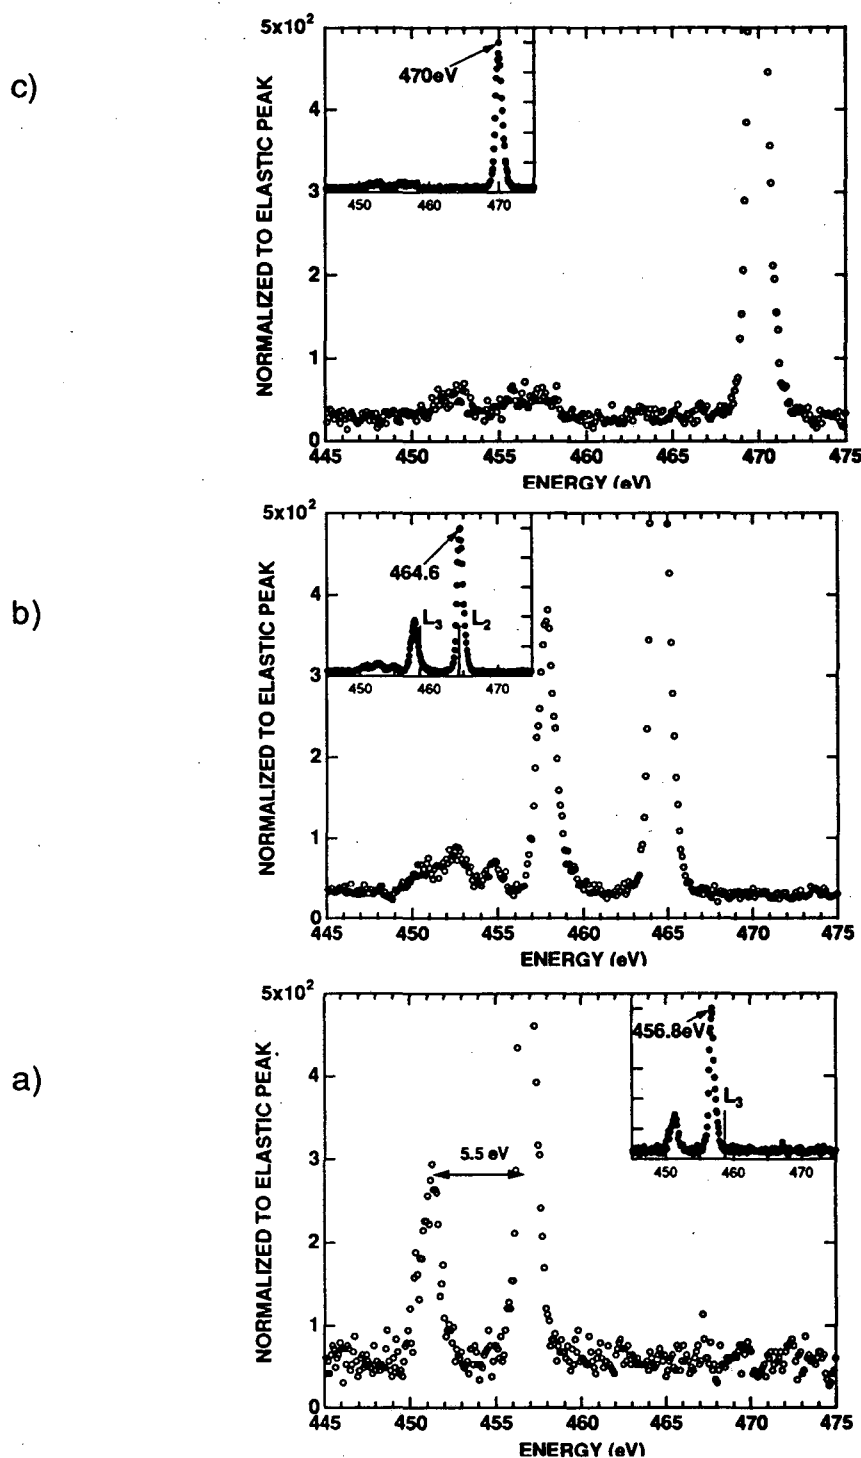 c)
NORMALIZED TO ELASTIC PEAK
5x10²
4
3
2
1
0
470eV
450 460 470
445 450 455 460 465 470 475
ENERGY (eV)
b)
NORMALIZED TO ELASTIC PEAK
5x10²
4
3
2
1
0
464.6
L₃ L₂
450 460 470
445 450 455 460 465 470 475
ENERGY (eV)
a)
NORMALIZED TO ELASTIC PEAK
5x10²
4
3
2
1
0
456.8eV
L₃
450 460 470
5.5 eV
445 450 455 460 465 470 475
ENERGY (eV)